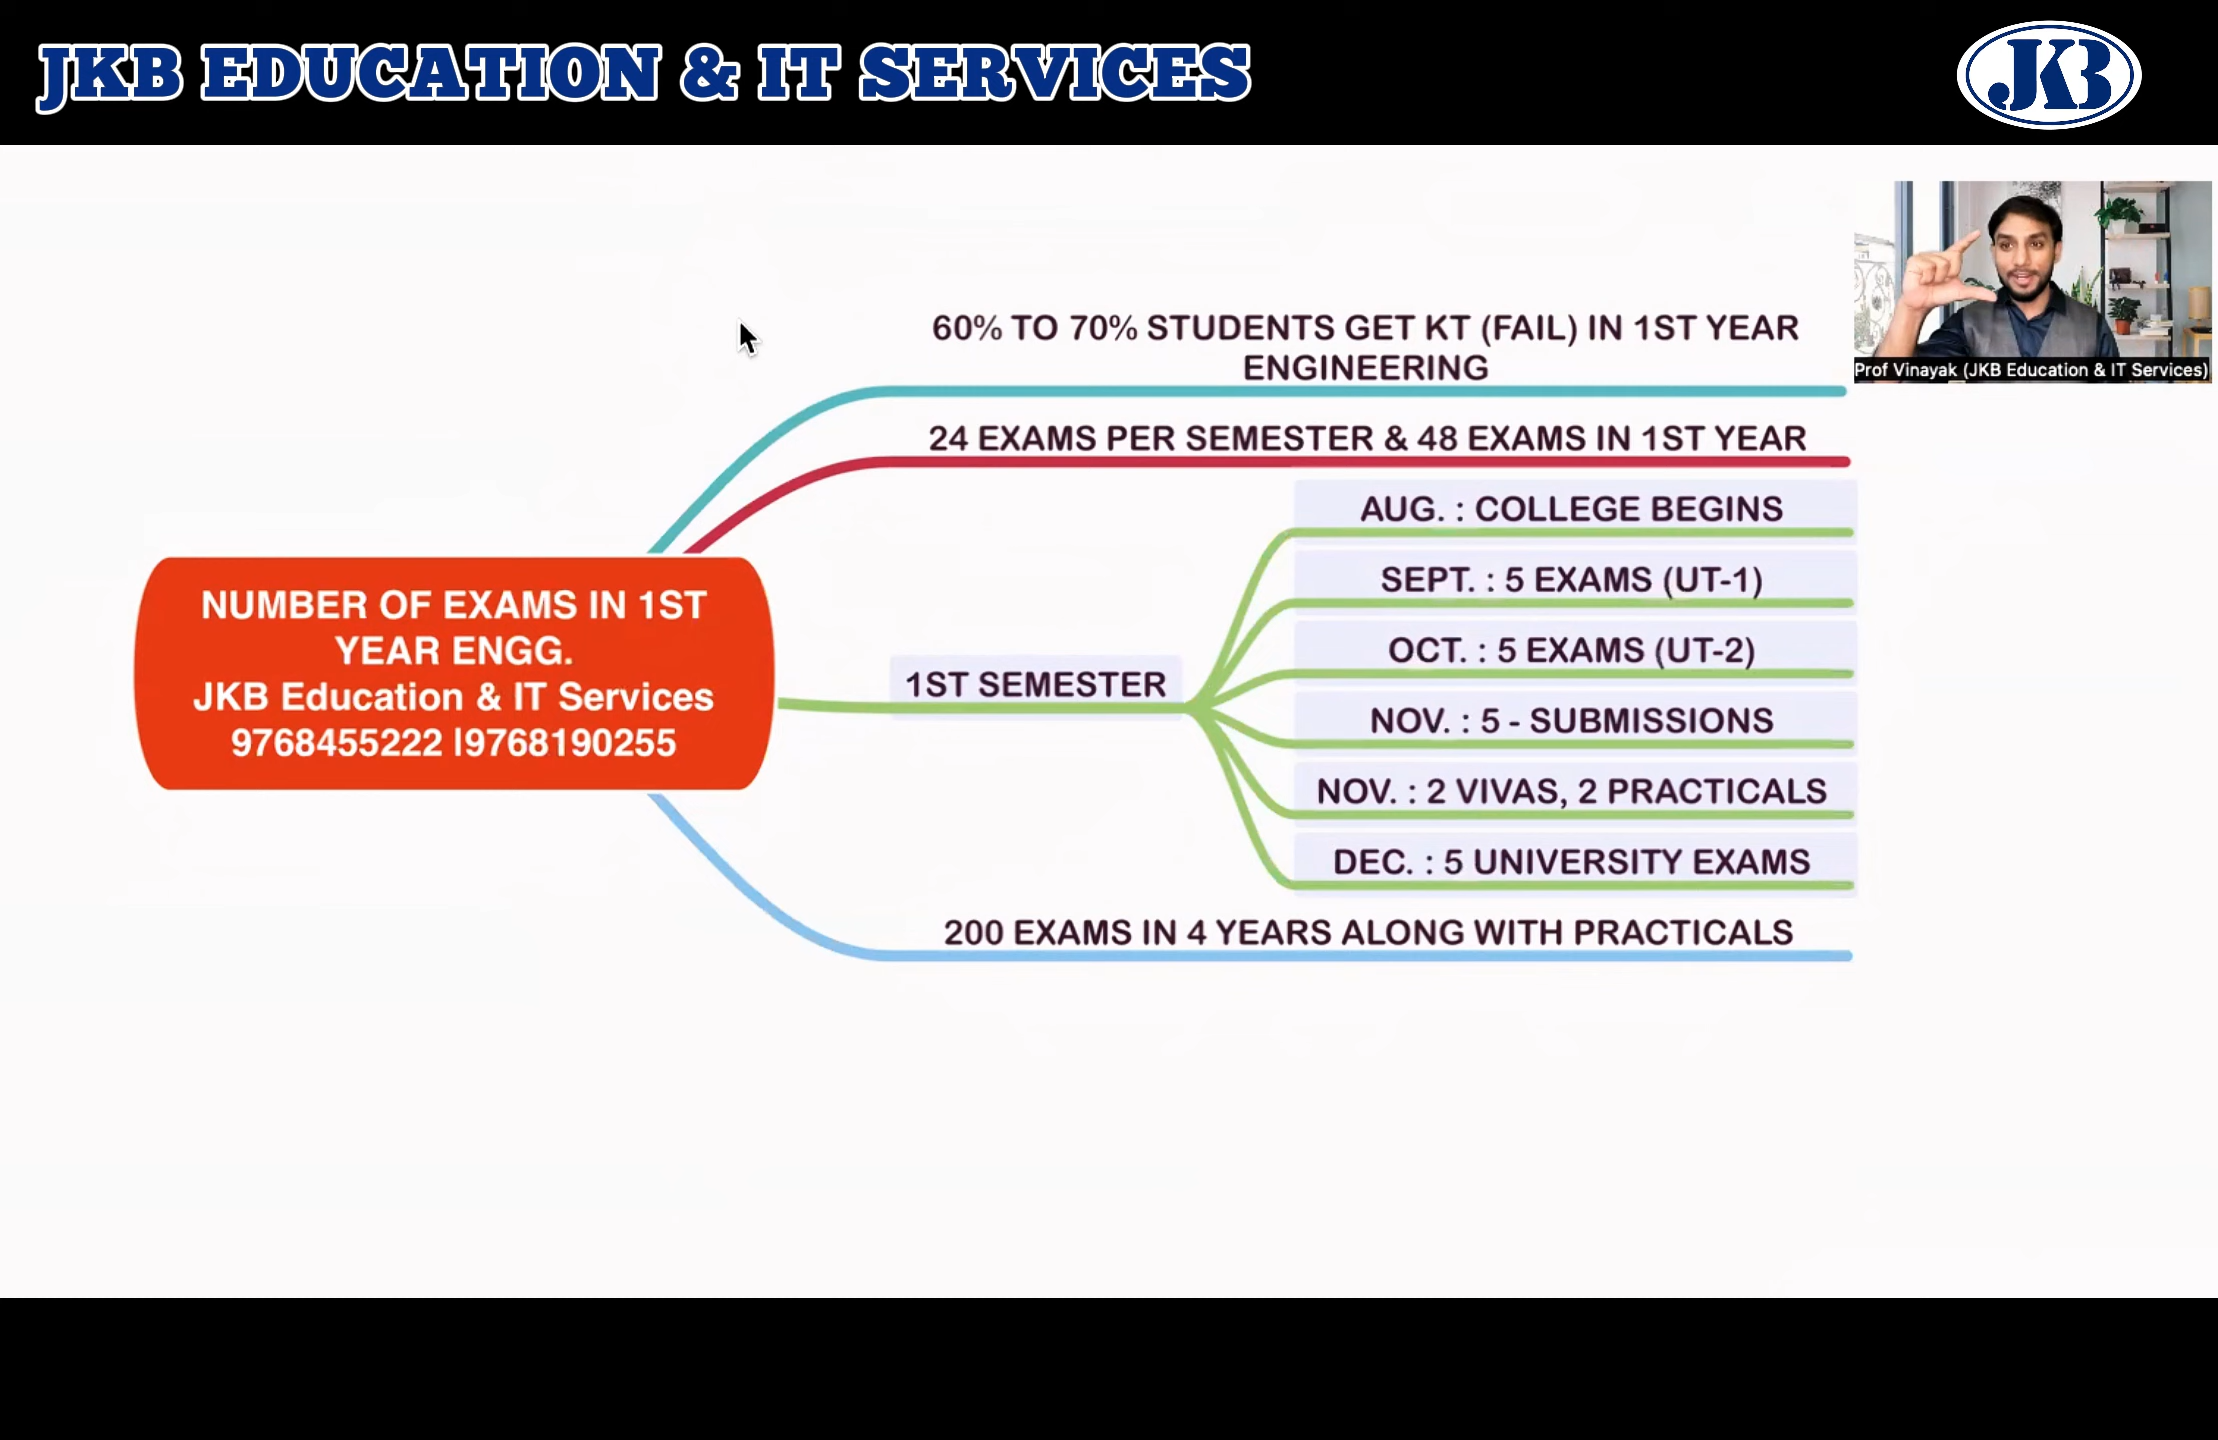 JKB EDUCATION & IT SERVICES
JKB
Prof Vinayak (JKB Education & IT Services)
60% TO 70% STUDENTS GET KT (FAIL) IN 1ST YEAR
ENGINEERING
24 EXAMS PER SEMESTER & 48 EXAMS IN 1ST YEAR
NUMBER OF EXAMS IN 1ST
YEAR ENGG.
JKB Education & IT Services
9768455222 |9768190255
1ST SEMESTER
AUG. : COLLEGE BEGINS
SEPT. : 5 EXAMS (UT-1)
OCT. : 5 EXAMS (UT-2)
NOV. : 5 - SUBMISSIONS
NOV. : 2 VIVAS, 2 PRACTICALS
DEC. : 5 UNIVERSITY EXAMS
200 EXAMS IN 4 YEARS ALONG WITH PRACTICALS